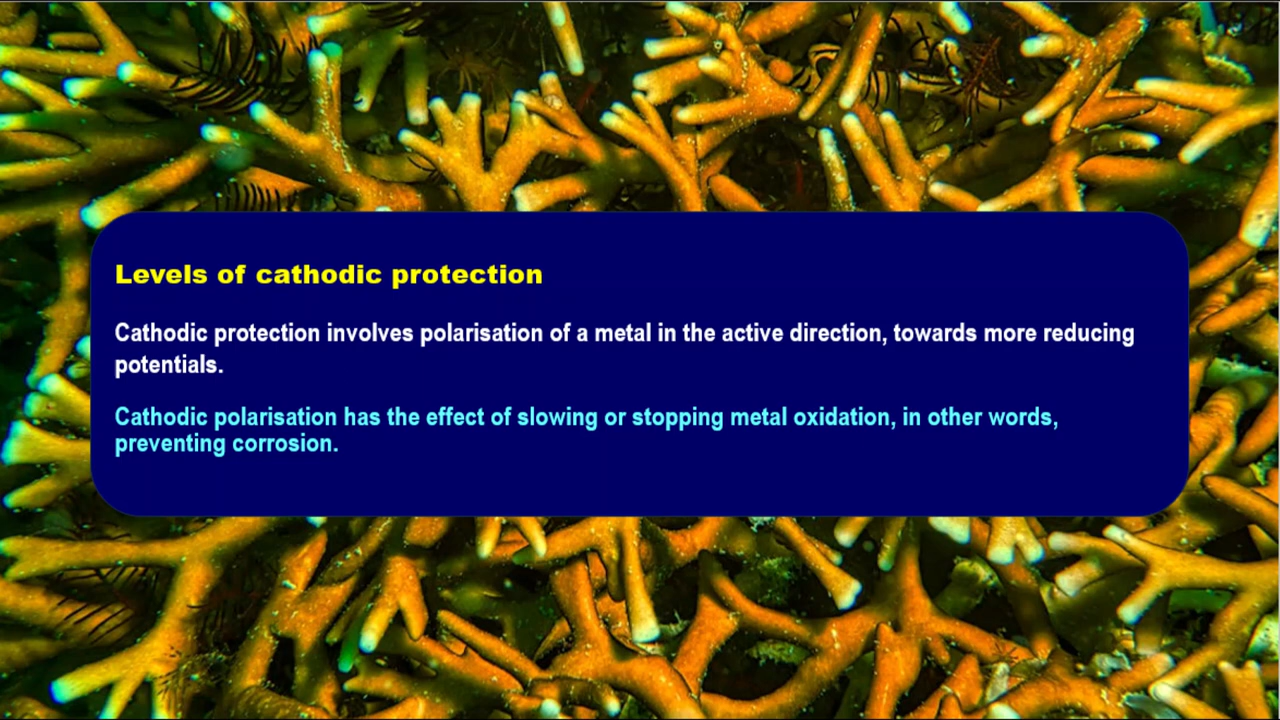 Levels of cathodic protection
Cathodic protection involves polarisation of a metal in the active direction, towards more reducing
potentials.
Cathodic polarisation has the effect of slowing or stopping metal oxidation, in other words,
preventing corrosion.